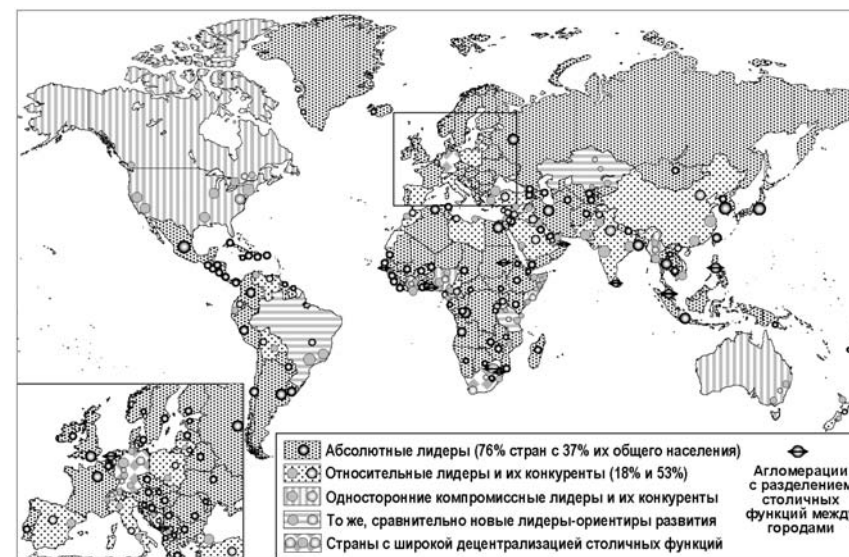 Абсолютные лидеры (76% стран с 37% их общего населения)
Относительные лидеры и их конкуренты (18% и 53%)
Односторонние компромиссные лидеры и их конкуренты
То же, сравнительно новые лидеры-ориентиры развития
Страны с широкой децентрализацией столичных функций
Агломерации
с разделением
столичных
функций между
городами